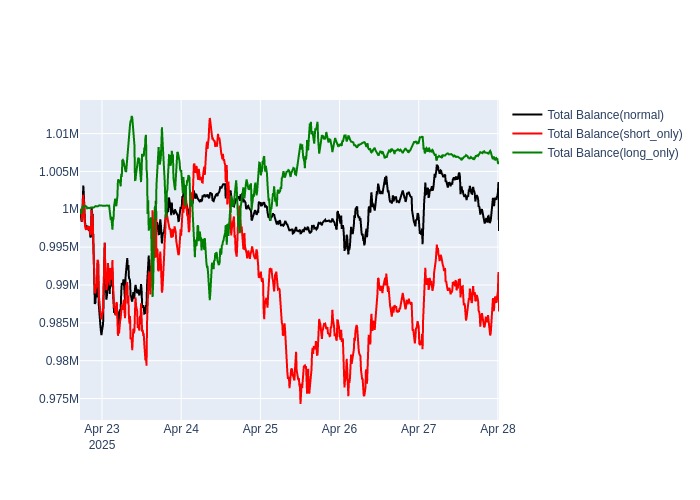 1.01M
1.005M
1M
0.995M
0.99M
0.985M
0.98M
0.975M
Apr 23
2025
Apr 24
Apr 25
Apr 26
Apr 27
Apr 28
Total Balance(normal)
Total Balance(short_only)
Total Balance(long_only)